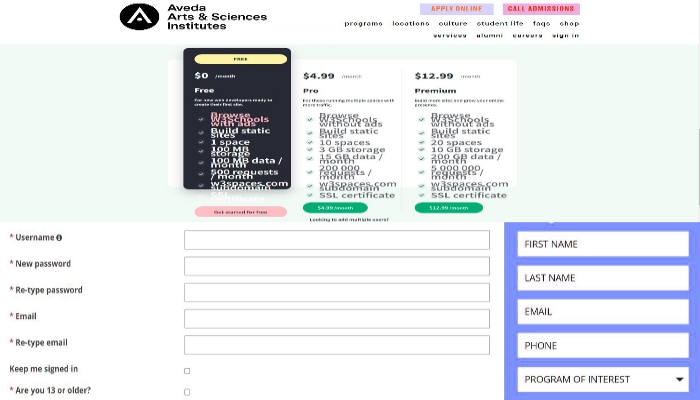 Aveda
Arts & Sciences
Institutes
APPLY ONLINE
CALL ADMISSIONS
programs locations culture student life faqs shop
services alumni careers sign in
FREE
$0 /month
Free
For new web developers ready to
create their first site.
Browse
W3Schools
with ads
Build static
sites
1 space
100 MB
storage
100 MB data /
month
500 requests
/ month
w3spaces.com
subdomain
SSL
certificate
Get started for free
$4.99 /month
Pro
For those running multiple spaces with
more traffic.
Browse
W3Schools
without ads
Build static
sites
10 spaces
3 GB storage
15 GB data /
month
200 000
requests /
month
w3spaces.com
subdomain
SSL certificate
$4.99/month
Looking to add multiple users?
$12.99 /month
Premium
Build more sites and grow your online
presence.
Browse
W3Schools
without ads
Build static
sites
20 spaces
10 GB storage
200 GB data /
month
5 000 000
requests /
month
w3spaces.com
subdomain
SSL certificate
$12.99/month
* Username
* New password
* Re-type password
* Email
* Re-type email
Keep me signed in
* Are you 13 or older?
FIRST NAME
LAST NAME
EMAIL
PHONE
PROGRAM OF INTEREST